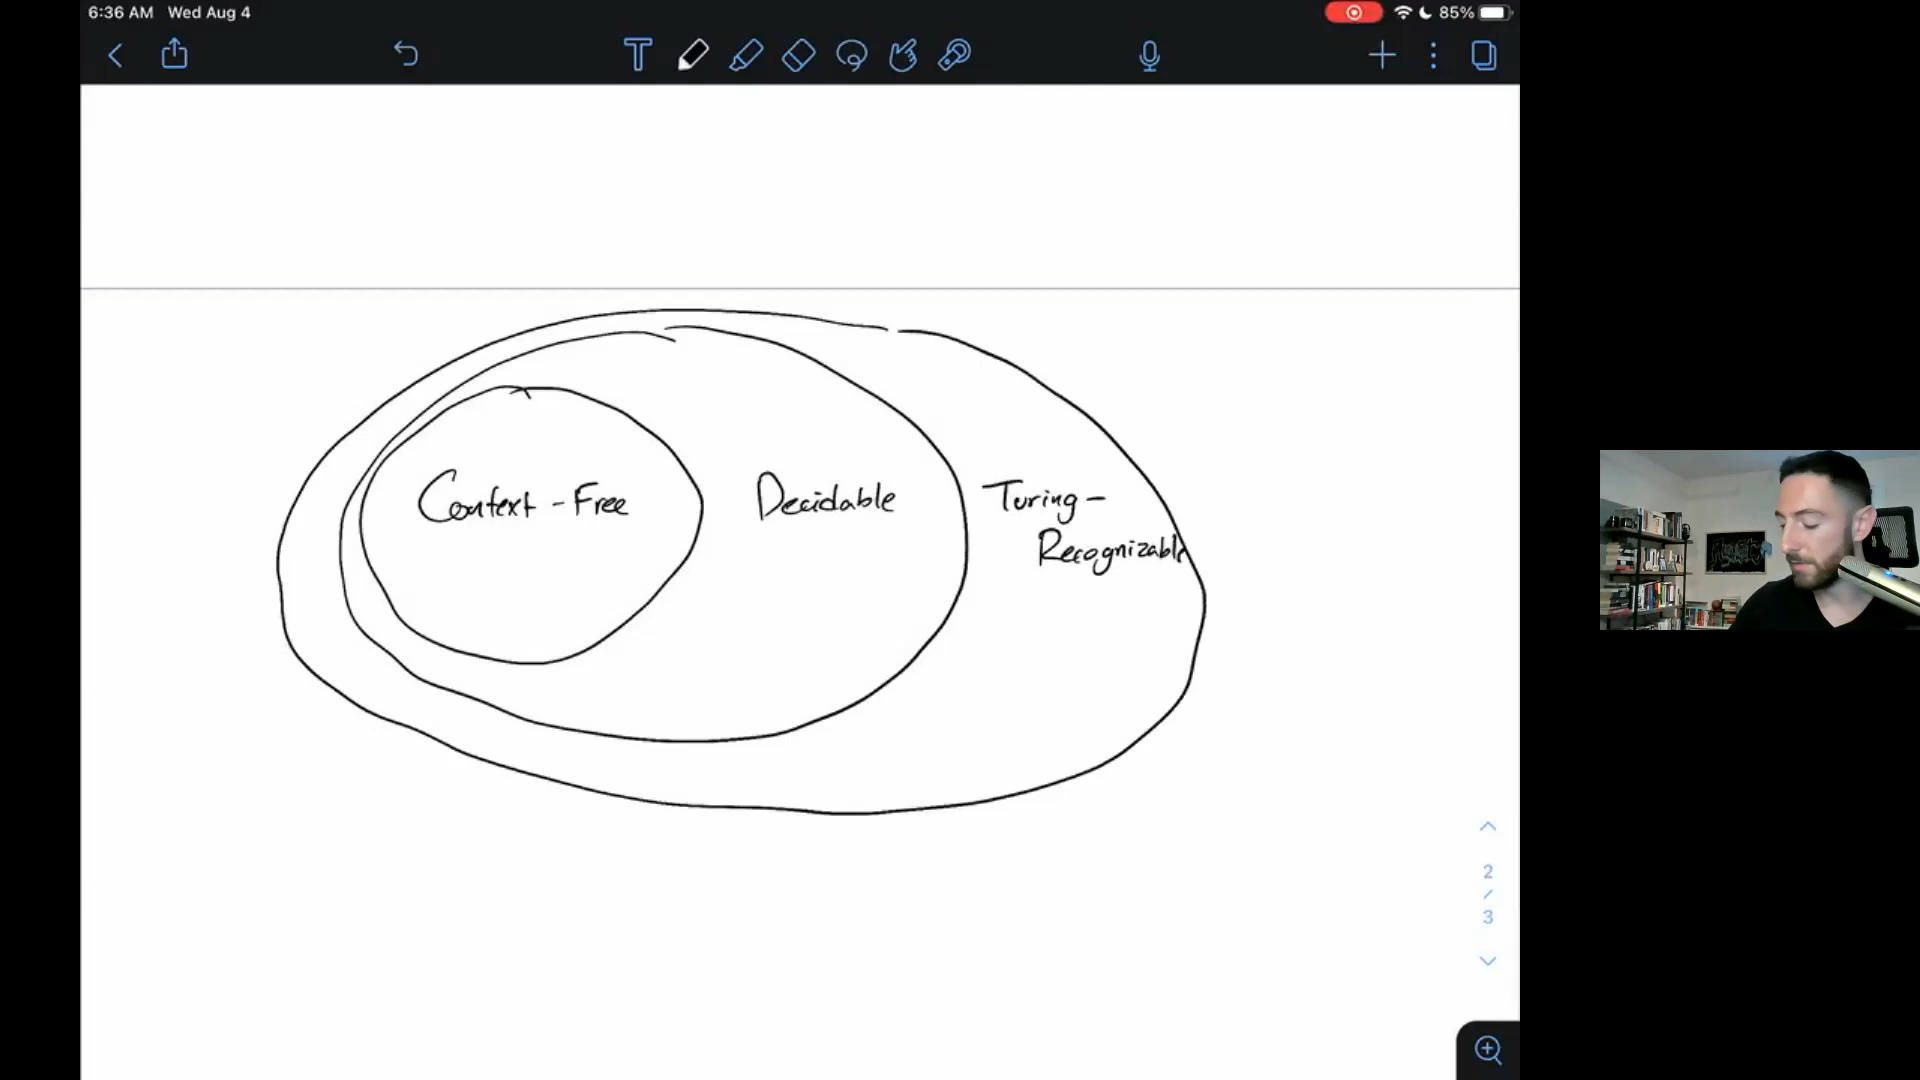 6:36 AM Wed Aug 4
85%
T
Context-Free
Decidable
Turing-
Recognizable
2
/
3